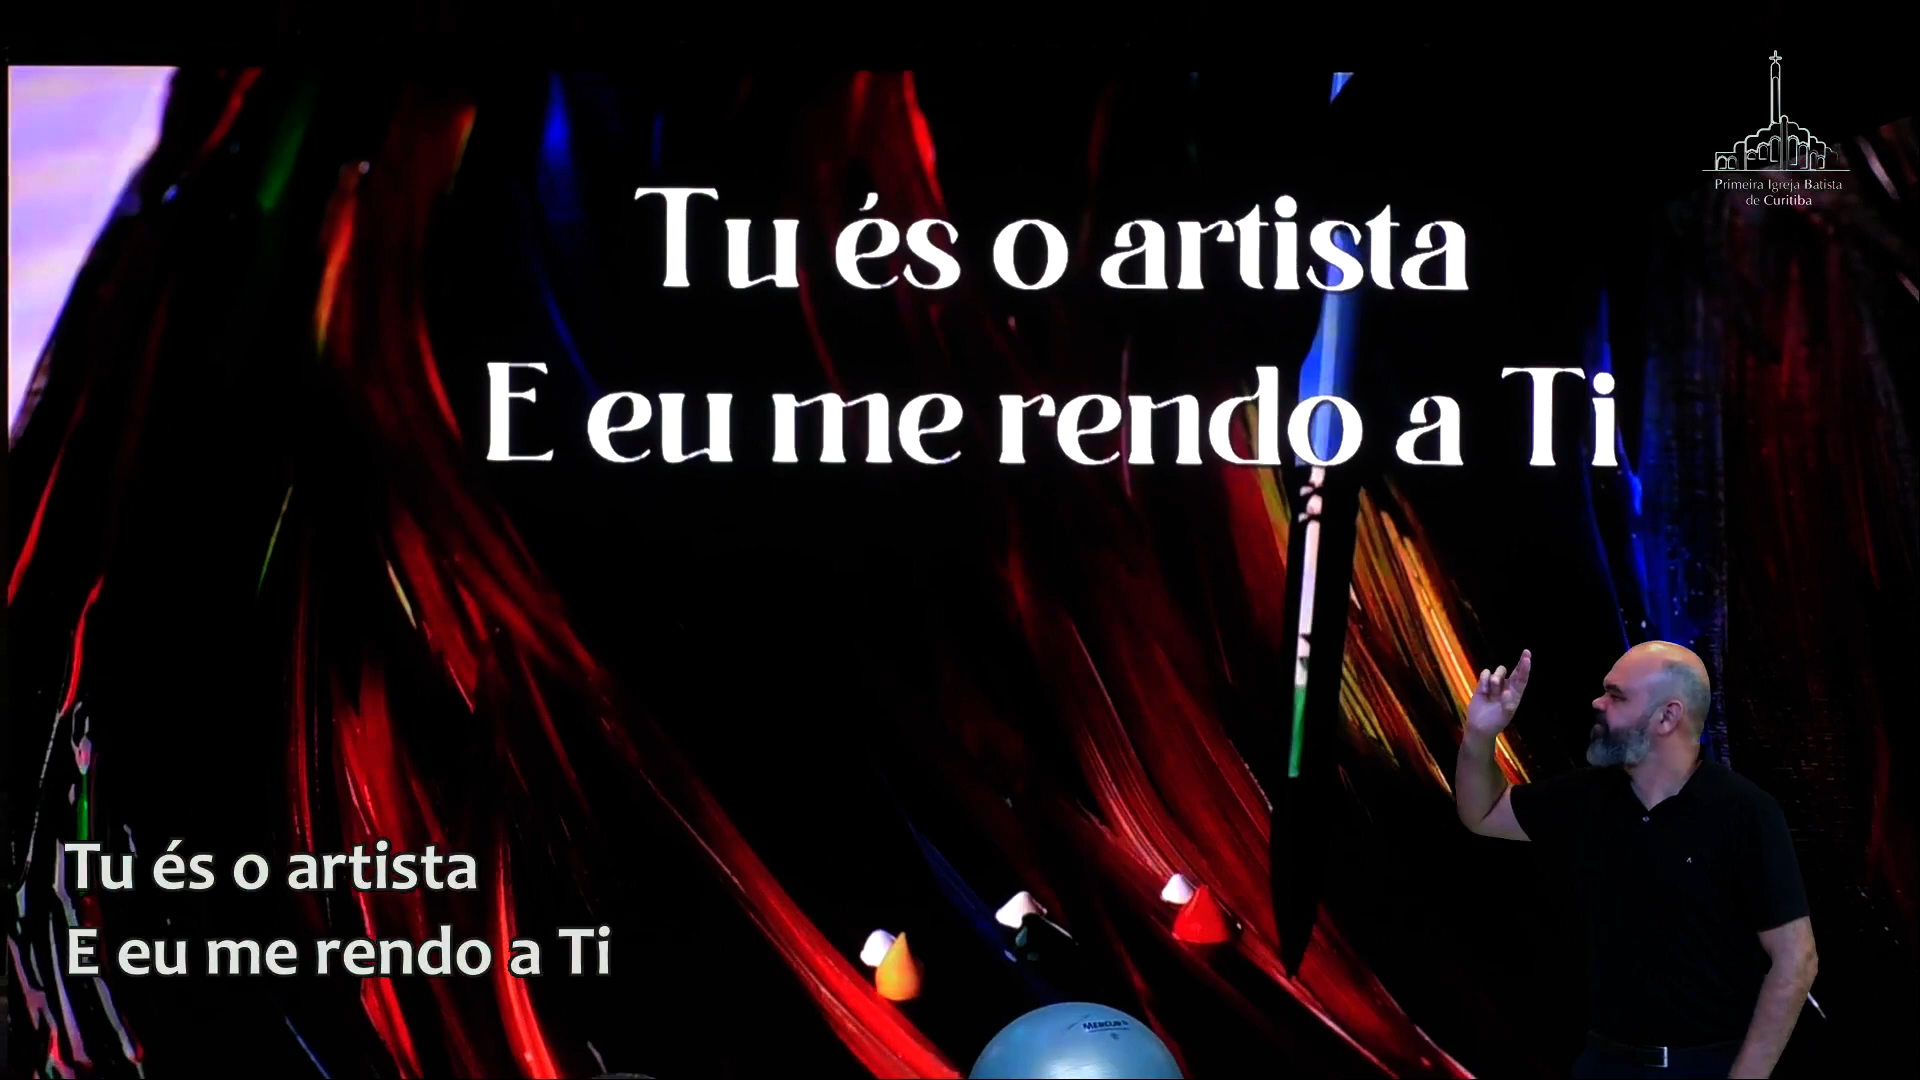 Primeira Igreja Batista
de Curitiba
Tu és o artista
E eu me rendo a Ti
Tu és o artista
E eu me rendo a Ti
MERCUR